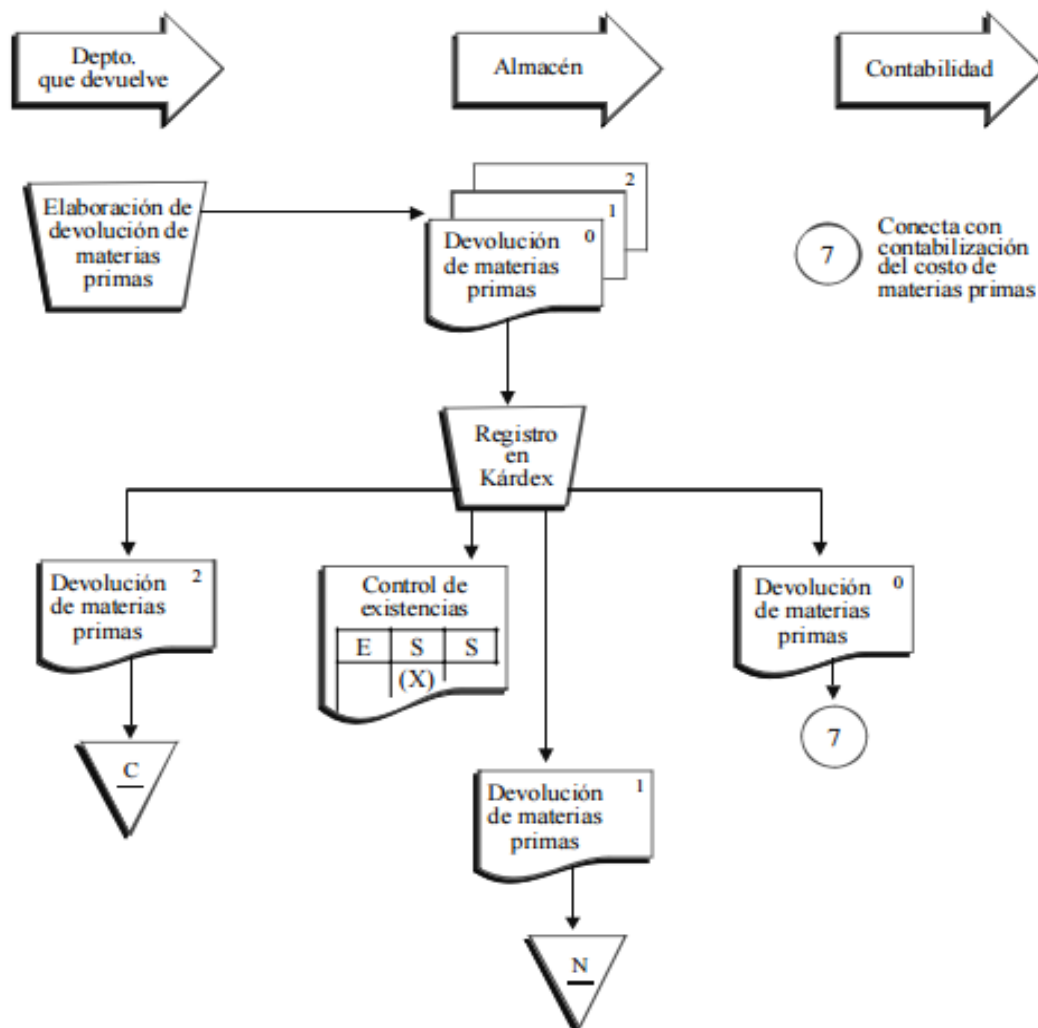 Depto.
que devuelve
Almacén
Contabilidad
Elaboración de
devolución de
materias
primas
2
1
0
Devolución
de materias
primas
7
Conecta con
contabilización
del costo de
materias primas
Registro
en
Kárdex
Devolución 2
de materias
primas
Control de
existencias
E S S
(X)
Devolución 0
de materias
primas
C
7
Devolución 1
de materias
primas
N